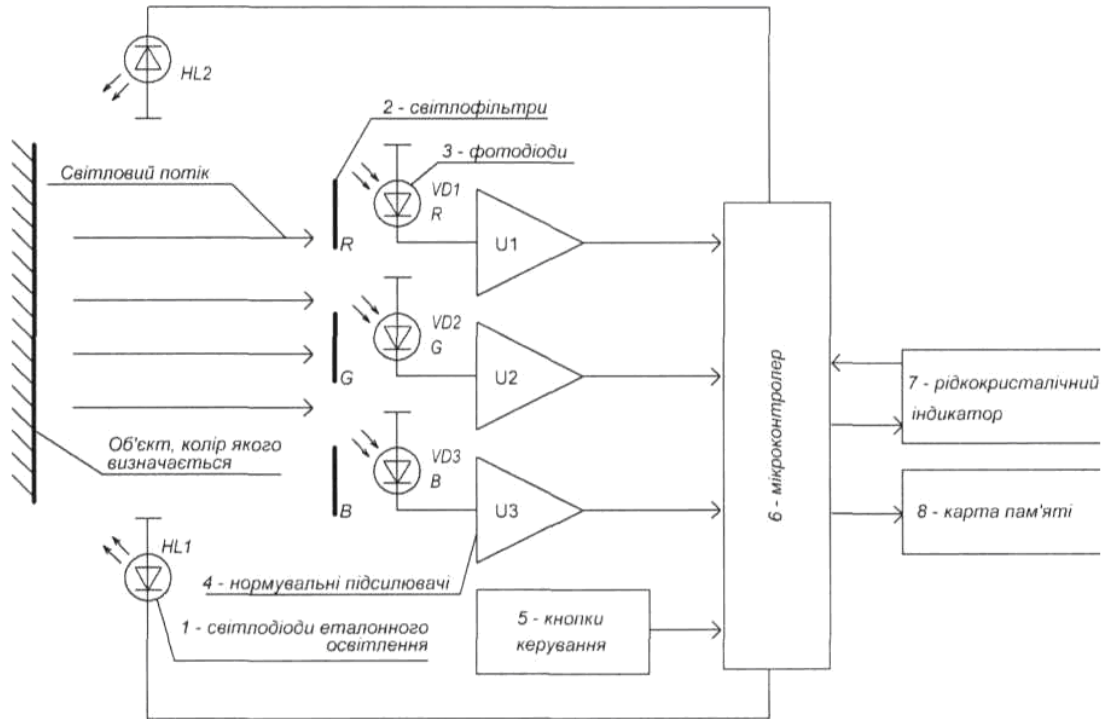 HL2
2 - світлофільтри
3 - фотодіоди
Світловий потік
VD1
R
R
U1
VD2
G
G
U2
7 - рідкокристалічний
індикатор
Об'єкт, колір якого
визначається
VD3
B
B
U3
6 - мікроконтролер
8 - карта пам'яті
HL1
4 - нормувальні підсилювачі
5 - кнопки
керування
1 - світлодіоди еталонного
освітлення